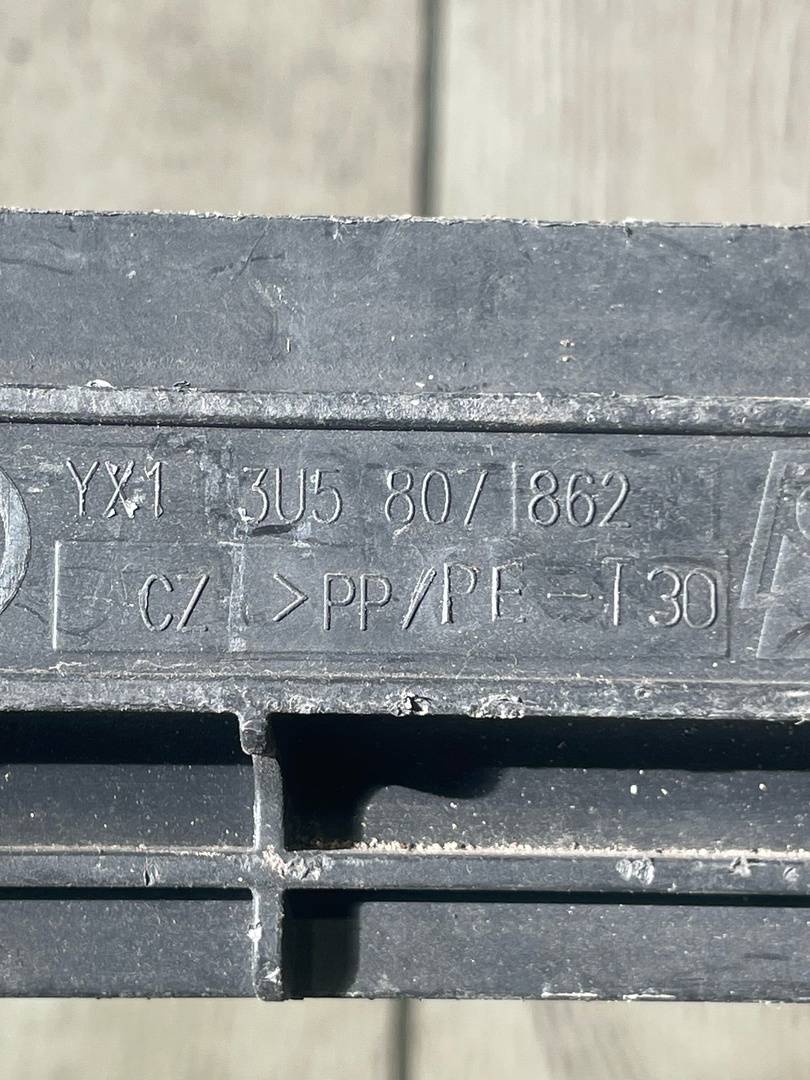 YX1 3U5 807 862
CZ >PP/PE-T30